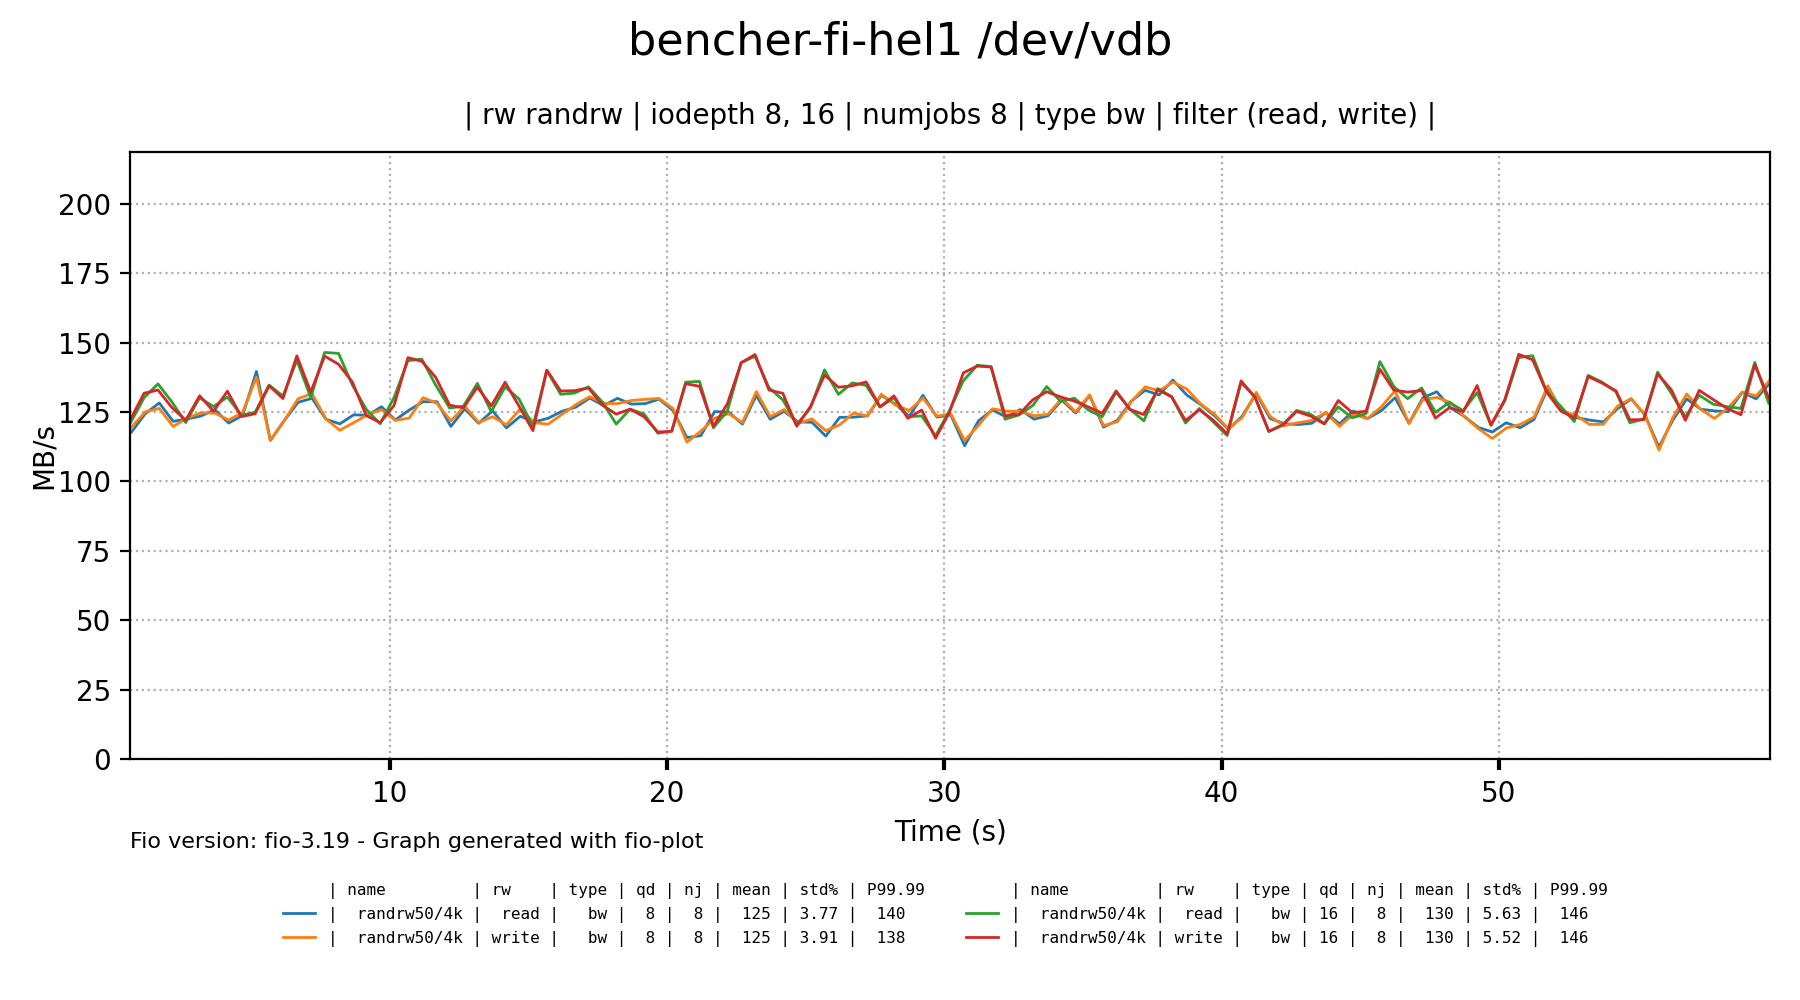 bencher-fi-hel1 /dev/vdb
| rw randrw | iodepth 8, 16 | numjobs 8 | type bw | filter (read, write) |
200
175
150
125
100
75
50
25
0
MB/s
10 20 30 40 50
Time (s)
Fio version: fio-3.19 - Graph generated with fio-plot
| name | rw | type | qd | nj | mean | std% | P99.99 | name | rw | type | qd | nj | mean | std% | P99.99
| randrw50/4k | read | bw | 8 | 8 | 125 | 3.77 | 140 | randrw50/4k | read | bw | 16 | 8 | 130 | 5.63 | 146
| randrw50/4k | write | bw | 8 | 8 | 125 | 3.91 | 138 | randrw50/4k | write | bw | 16 | 8 | 130 | 5.52 | 146